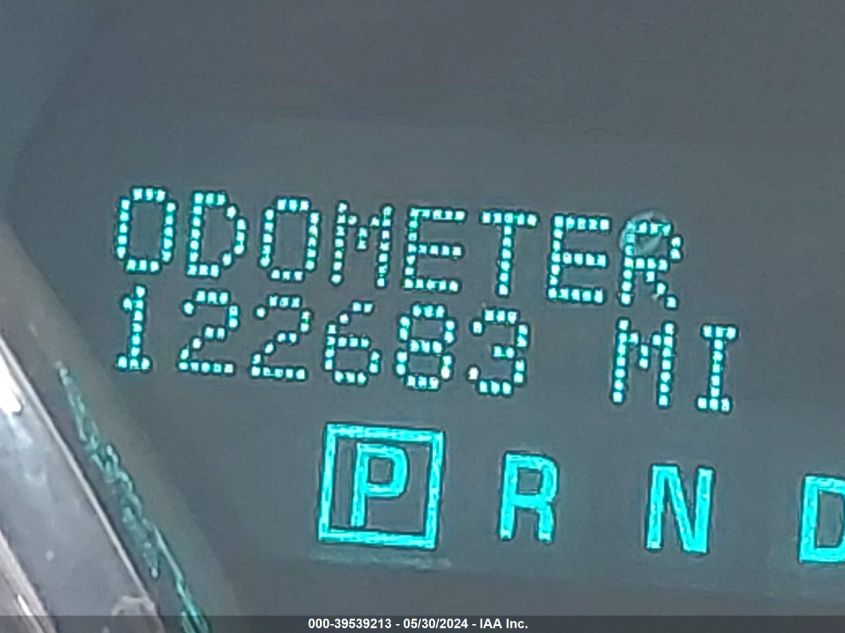 ODOMETER
122683 MI
P R N D
000-39539213 - 05/30/2024 - IAA Inc.